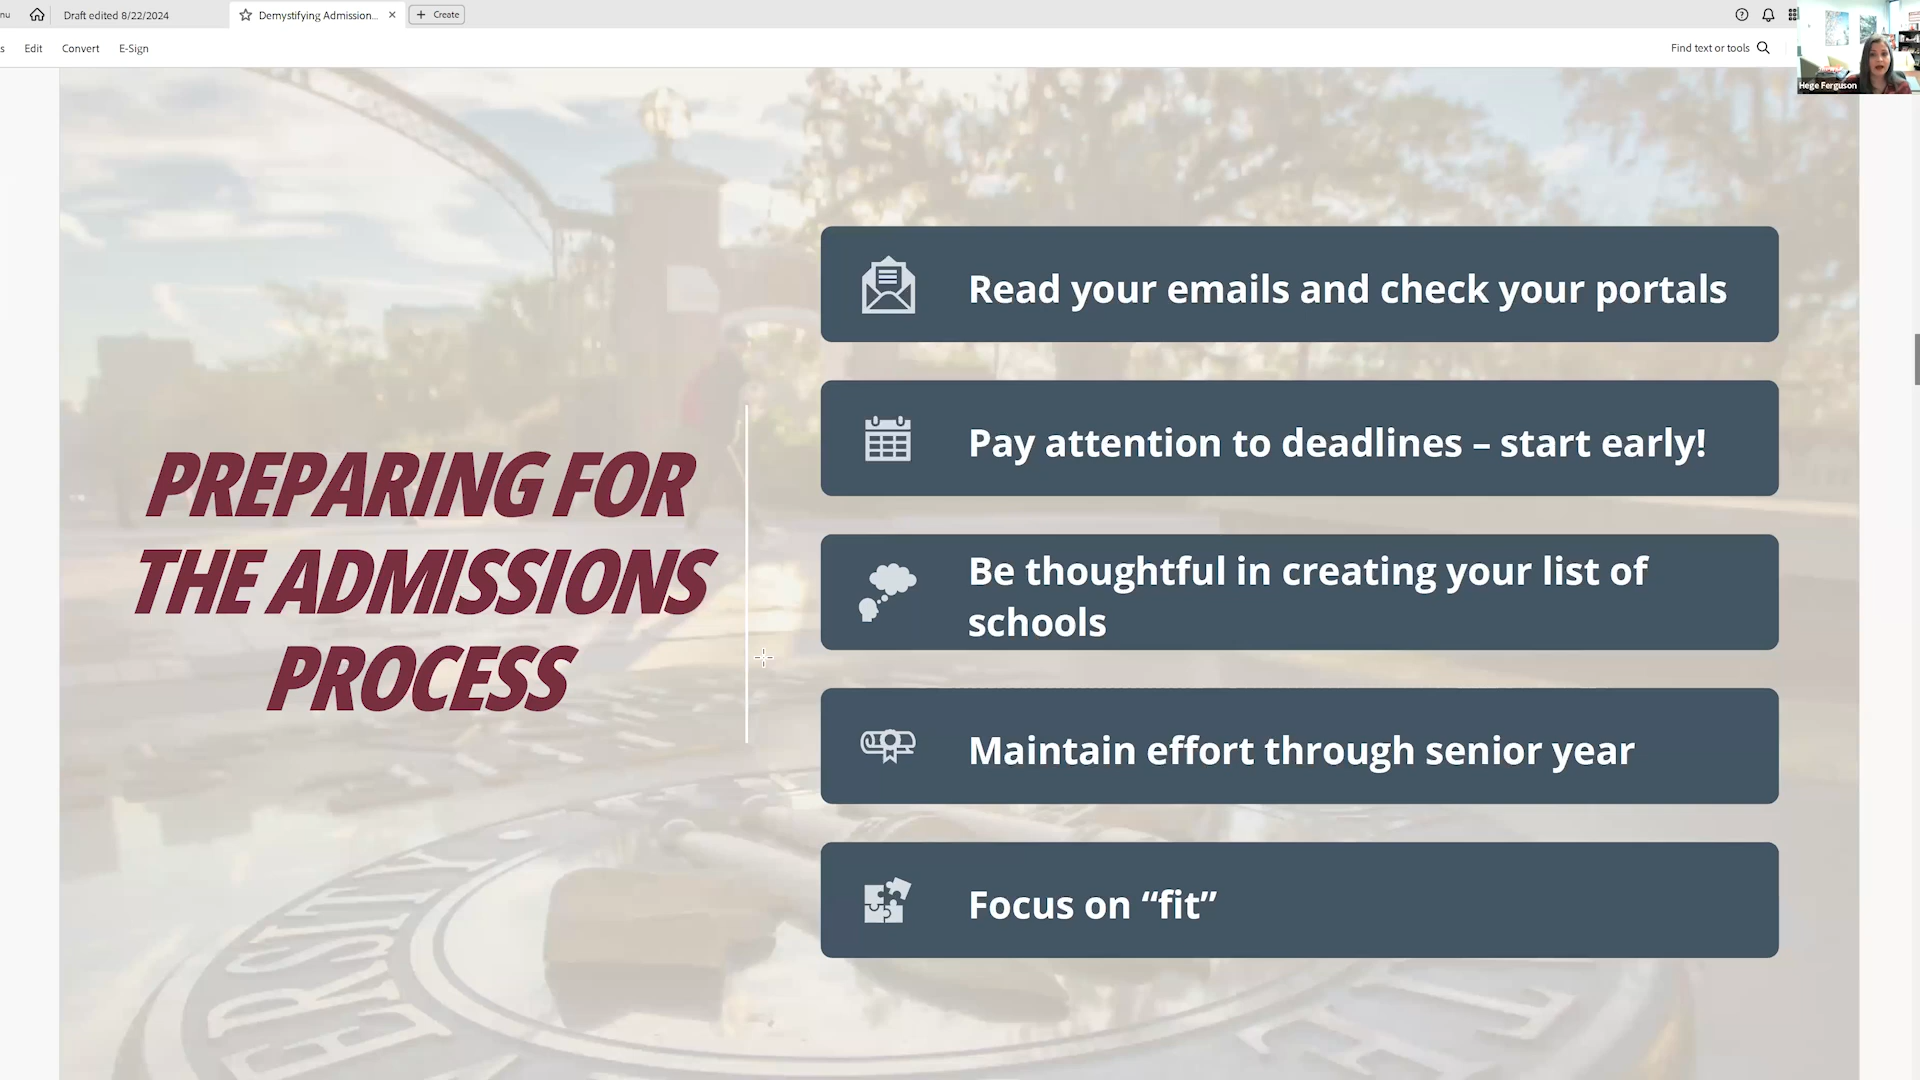 nu
Draft edited 8/22/2024
Demystifying Admission...
Create
s
Edit
Convert
E-Sign
Find text or tools
Hege Ferguson
PREPARING FOR
THE ADMISSIONS
PROCESS
Read your emails and check your portals
Pay attention to deadlines – start early!
Be thoughtful in creating your list of
schools
Maintain effort through senior year
Focus on “fit”
ERSITY